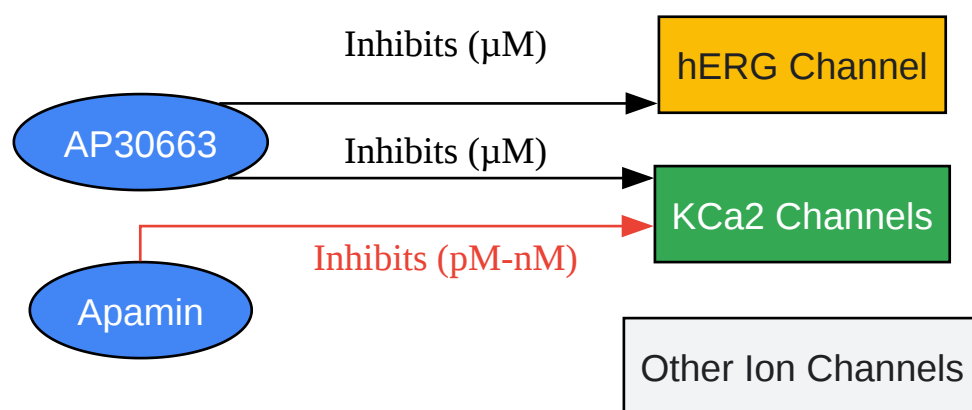 Inhibits (µM)
hERG Channel
AP30663
Inhibits (µM)
KCa2 Channels
Inhibits (pM-nM)
Apamin
Other Ion Channels